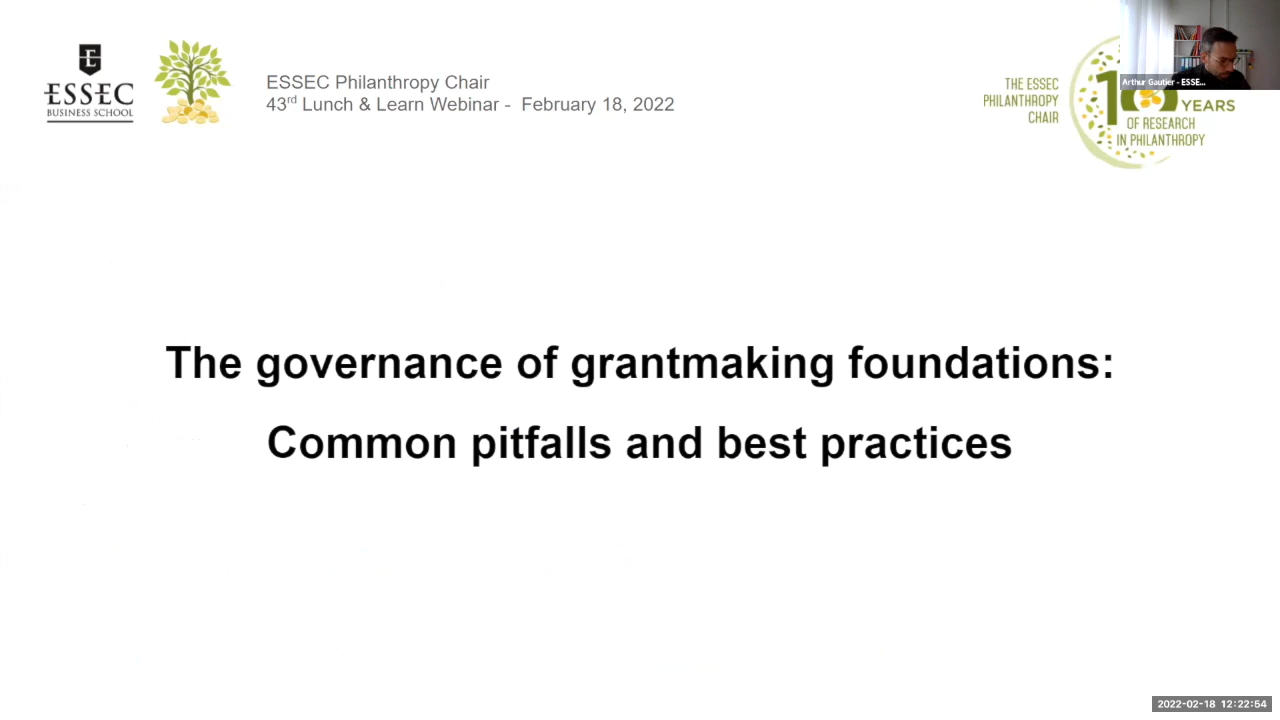 ESSEC
BUSINESS SCHOOL
ESSEC Philanthropy Chair
43rd Lunch & Learn Webinar - February 18, 2022
THE ESSEC
PHILANTHROPY
CHAIR
10 YEARS
OF RESEARCH
IN PHILANTHROPY
Arthur Gautier - ESSE...
The governance of grantmaking foundations:
Common pitfalls and best practices
2022-02-18 12:22:54